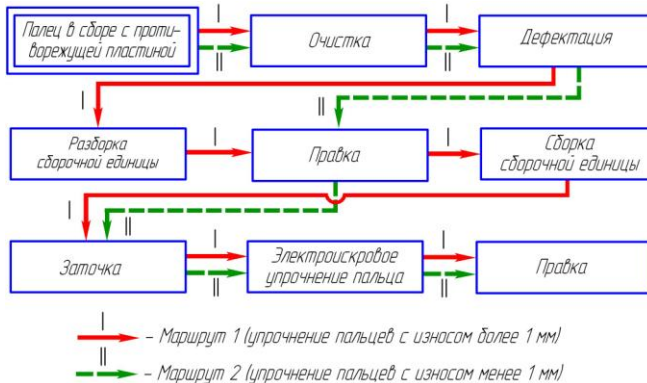 Палец в сборе с проти-
ворежущей пластиной
I
II
Очистка
I
II
Дефектация
I
II
Разборка
сборочной единицы
I
Правка
I
Сборка
сборочной единицы
I
II
Заточка
I
II
Электроискровое
упрочнение пальца
I
II
Правка
I
– Маршрут 1 (упрочнение пальцев с износом более 1 мм)
II
– Маршрут 2 (упрочнение пальцев с износом менее 1 мм)